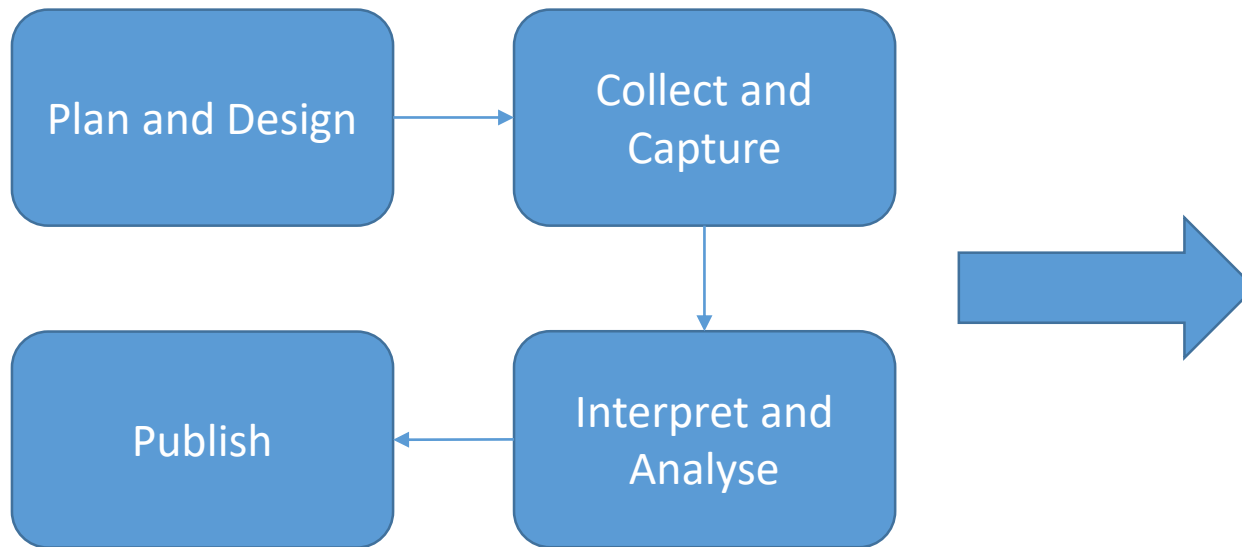 Plan and Design
Collect and
Capture
Interpret and
Analyse
Publish